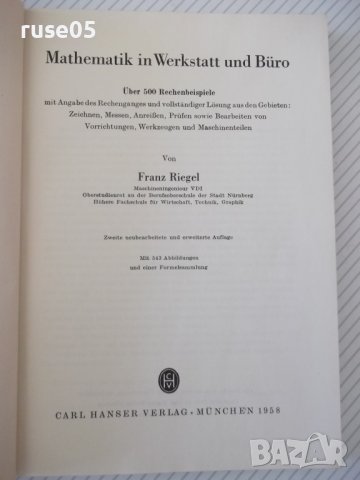 ruse05
Mathematik in Werkstatt und Büro
Über 500 Rechenbeispiele
mit Angabe des Rechenganges und vollständiger Lösung aus den Gebieten:
Zeichnen, Messen, Anreißen, Prüfen sowie Bearbeiten von
Vorrichtungen, Werkzeugen und Maschinenteilen
Von
Franz Riegel
Maschineningenieur VDI
Oberstudienrat an der Berufsoberschule der Stadt Nürnberg
Höhere Fachschule für Wirtschaft, Technik, Graphik
Zweite neubearbeitete und erweiterte Auflage
Mit 543 Abbildungen
und einer Formelsammlung
CARL HANSER VERLAG · MÜNCHEN 1958
BAZAR